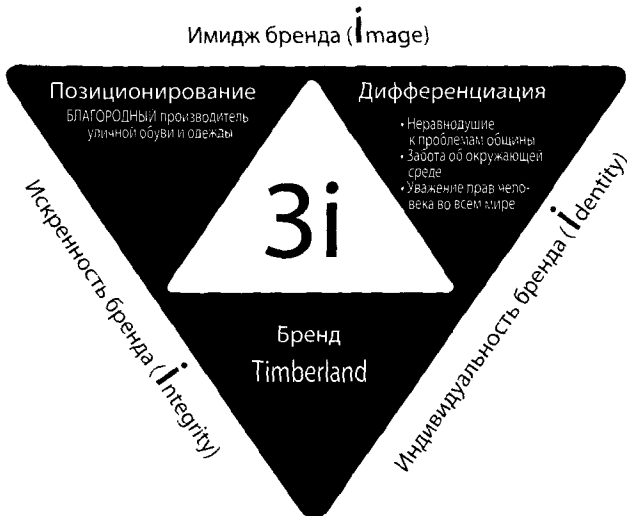 Имидж бренда (image)
Позиционирование
БЛАГОРОДНЫЙ производитель
уличной обуви и одежды
Дифференциация
• Неравнодушие
к проблемам общины
• Забота об окружающей
среде
• Уважение прав чело-
века во всем мире
3i
Искренность бренда (integrity)
Индивидуальность бренда (identity)
Бренд
Timberland